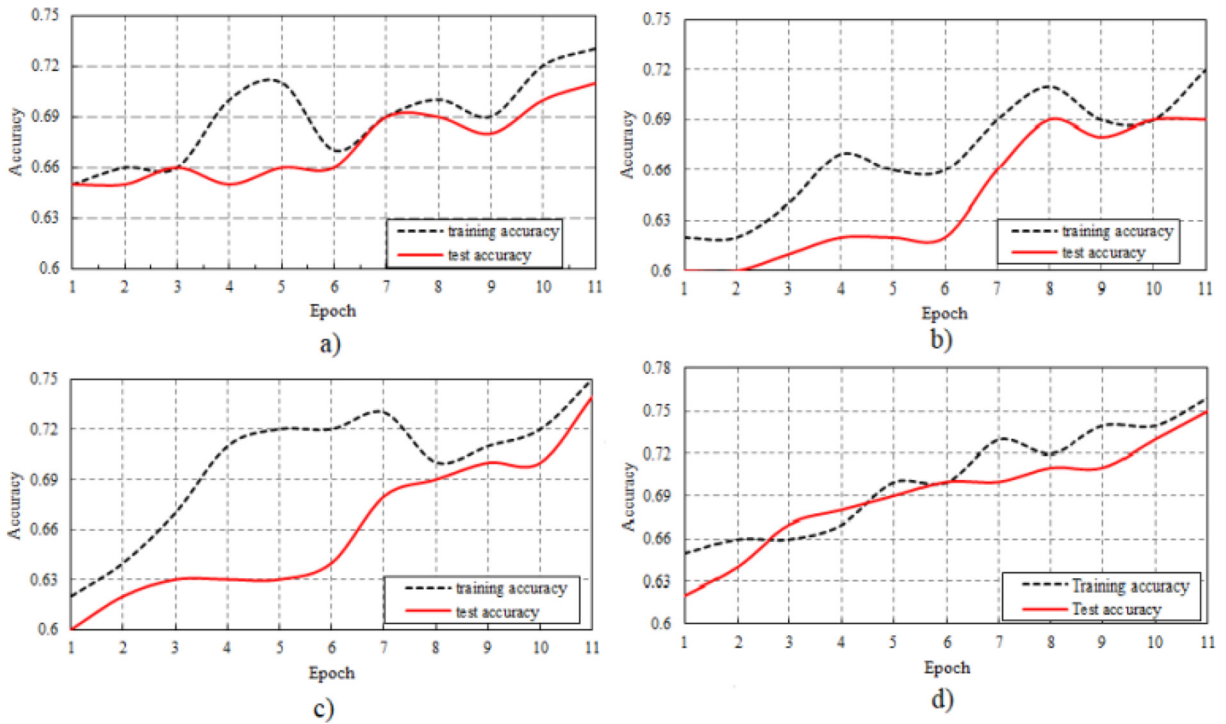 0.75
0.72
0.69
0.66
0.63
0.6
Accuracy
training accuracy
test accuracy
1 2 3 4 5 6 7 8 9 10 11
Epoch
a)
0.75
0.72
0.69
0.66
0.63
0.6
Accuracy
training accuracy
test accuracy
1 2 3 4 5 6 7 8 9 10 11
Epoch
b)
0.75
0.72
0.69
0.66
0.63
0.6
Accuracy
training accuracy
test accuracy
1 2 3 4 5 6 7 8 9 10 11
Epoch
c)
0.78
0.75
0.72
0.69
0.66
0.63
0.6
Accuracy
Training accuracy
Test accuracy
1 2 3 4 5 6 7 8 9 10 11
Epoch
d)